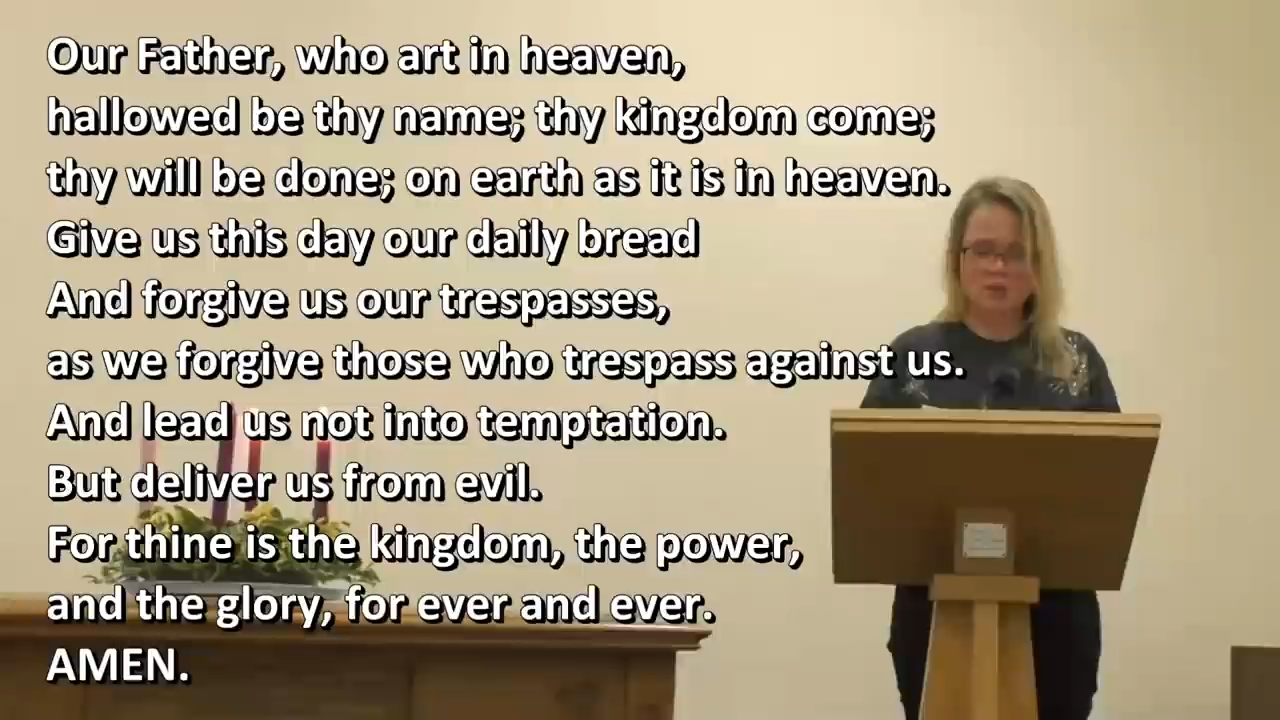 Our Father, who art in heaven,
hallowed be thy name; thy kingdom come;
thy will be done; on earth as it is in heaven.
Give us this day our daily bread
And forgive us our trespasses,
as we forgive those who trespass against us.
And lead us not into temptation.
But deliver us from evil.
For thine is the kingdom, the power,
and the glory, for ever and ever.
AMEN.